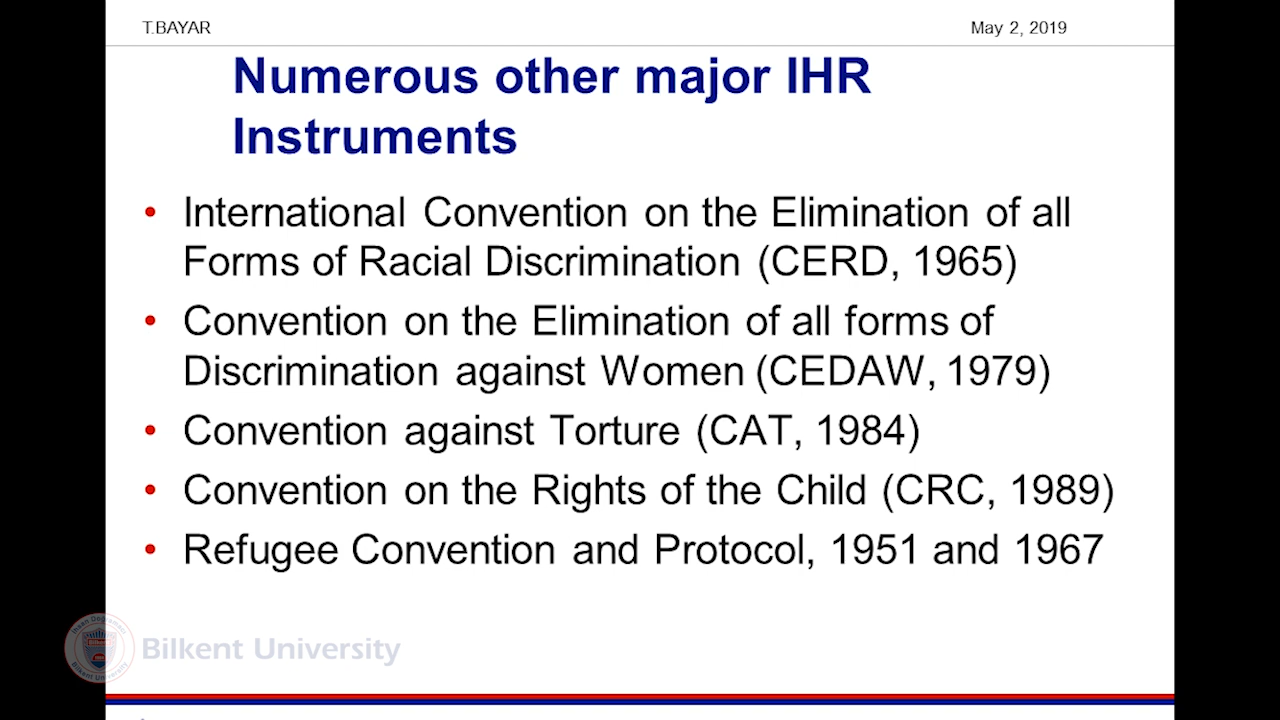 T.BAYAR May 2, 2019
Numerous other major IHR
Instruments
• International Convention on the Elimination of all
Forms of Racial Discrimination (CERD, 1965)
• Convention on the Elimination of all forms of
Discrimination against Women (CEDAW, 1979)
• Convention against Torture (CAT, 1984)
• Convention on the Rights of the Child (CRC, 1989)
• Refugee Convention and Protocol, 1951 and 1967
Bilkent University